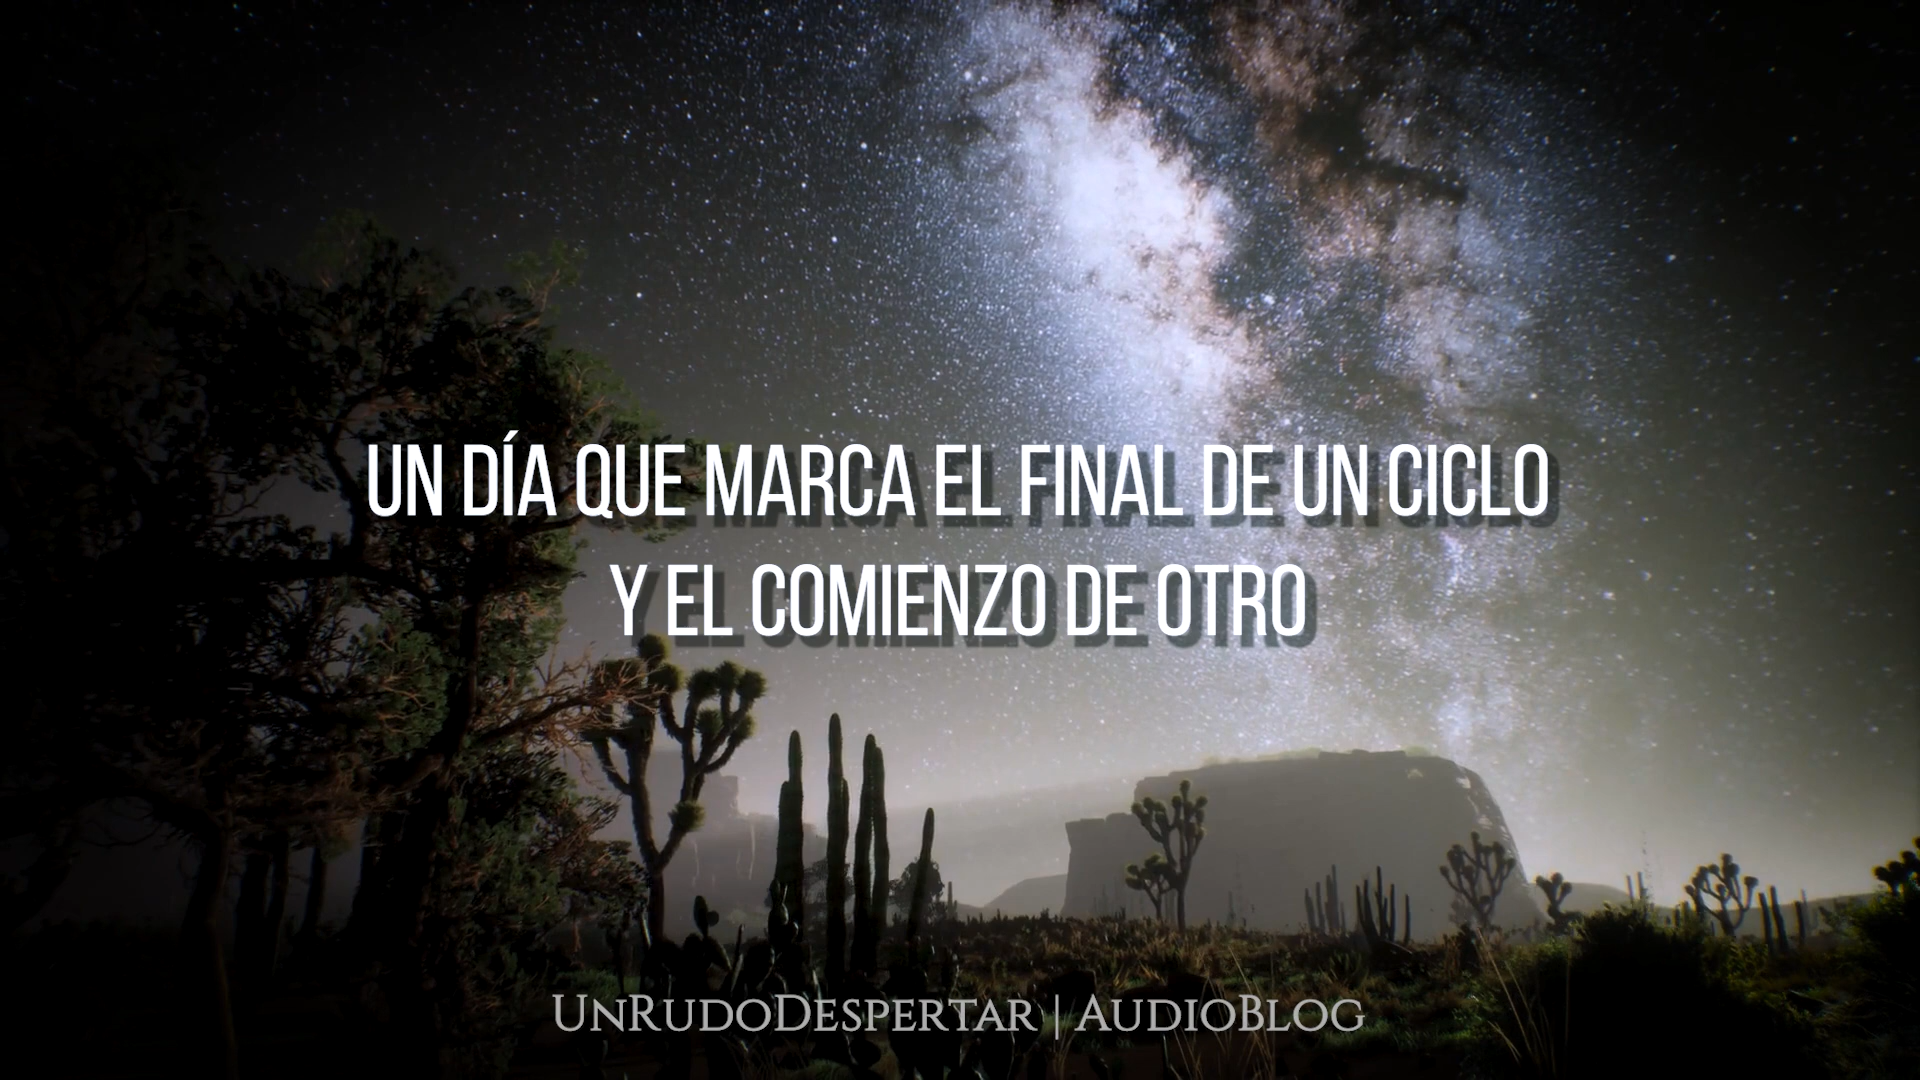 UN DÍA QUE MARCA EL FINAL DE UN CICLO
Y EL COMIENZO DE OTRO
UnRudoDespertar | AudioBlog